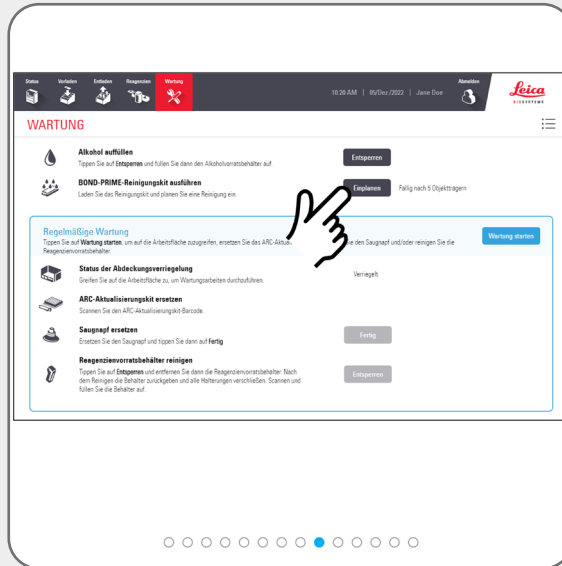 Status Vorladen Entladen Reagenzien Wartung
10:20 AM | 05/Dez/2022 | Jane Doe
Abmelden
Leica
BIOSYSTEMS
WARTUNG
Alkohol auffüllen
Tippen Sie auf Entsperren und füllen Sie dann den Alkoholvorratsbehälter auf.
Entsperren
BOND-PRIME-Reinigungskit ausführen
Laden Sie das Reinigungskit und planen Sie eine Reinigung ein.
Einplanen
Fällig nach 5 Objektträgern
Regelmäßige Wartung
Tippen Sie auf Wartung starten, um auf die Arbeitsfläche zuzugreifen, ersetzen Sie das ARC-Aktua den Saugnapf und/oder reinigen Sie die
Reagenzienvorratsbehälter.
Wartung starten
Status der Abdeckungsverriegelung
Greifen Sie auf die Arbeitsfläche zu, um Wartungsarbeiten durchzuführen.
Verriegelt
ARC-Aktualisierungskit ersetzen
Scannen Sie den ARC-Aktualisierungskit-Barcode.
Saugnapf ersetzen
Ersetzen Sie den Saugnapf und tippen Sie dann auf Fertig
Fertig
Reagenzienvorratsbehälter reinigen
Tippen Sie auf Entsperren und entfernen Sie dann die Reagenzienvorratsbehälter. Nach
dem Reinigen die Behälter zurückgeben und alle Halterungen verschließen. Scannen und
füllen Sie die Behälter auf.
Entsperren